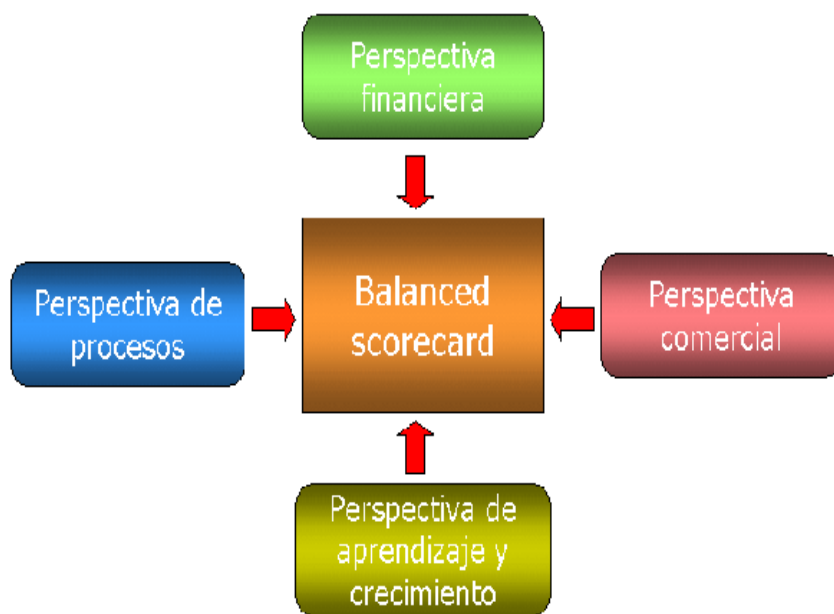 Perspectiva
financiera
Perspectiva de
procesos
Balanced
scorecard
Perspectiva
comercial
Perspectiva de
aprendizaje y
crecimiento